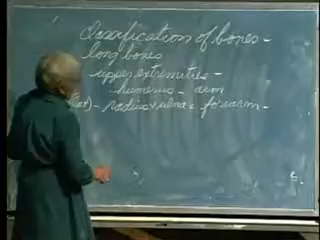 Classification of bones -
long bones
upper extremities -
humerus - arm
- radius + ulna = forearm -